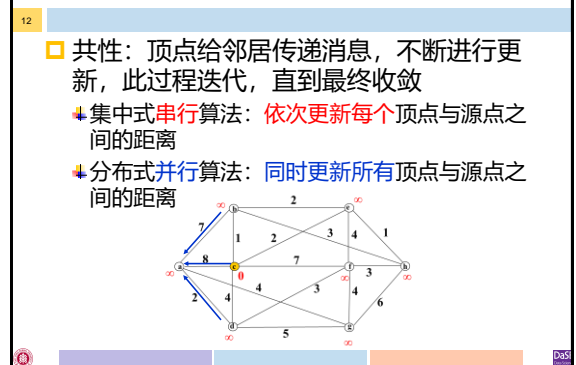 12
共性：顶点给邻居传递消息，不断进行更
新，此过程迭代，直到最终收敛
集中式串行算法：依次更新每个顶点与源点之
间的距离
分布式并行算法：同时更新所有顶点与源点之
间的距离
∞ b 2 e ∞
7 1 2 3 4 1
∞ a 8 c 0 7 f ∞ 3 h ∞
2 4 4 3 4 6
∞ d 5 g ∞
DaSE